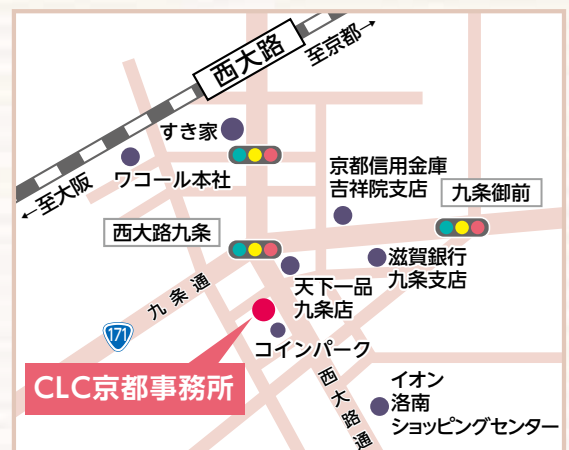 西大路
至京都→
すき家
ワコール本社
←至大阪
京都信用金庫
吉祥院支店
九条御前
西大路九条
滋賀銀行
九条支店
天下一品
九条店
九条通
171
コインパーク
CLC京都事務所
西大路通
イオン
洛南
ショッピングセンター